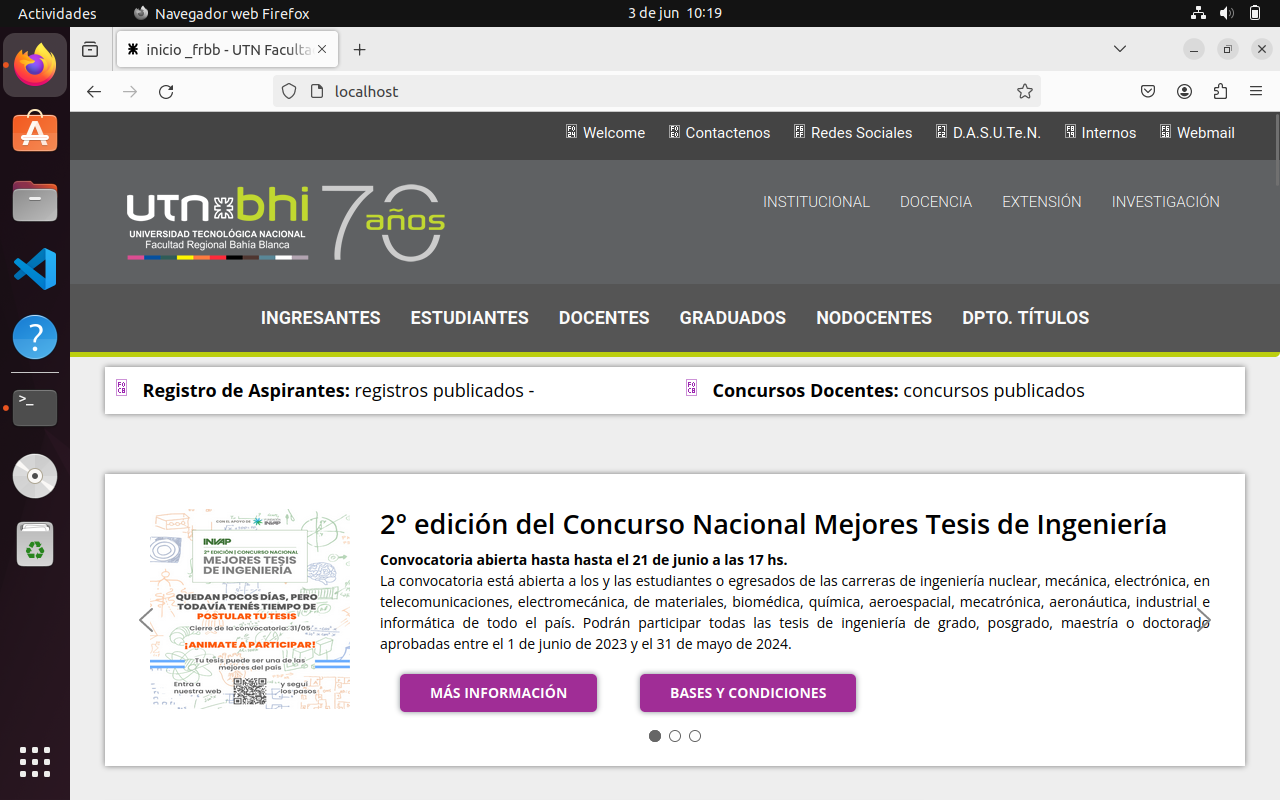 Actividades
Navegador web Firefox
3 de jun 10:19
inicio _frbb - UTN Faculta
localhost
Welcome
Contactenos
Redes Sociales
D.A.S.U.Te.N.
Internos
Webmail
utn bhi 70 años
UNIVERSIDAD TECNOLÓGICA NACIONAL
Facultad Regional Bahía Blanca
INSTITUCIONAL
DOCENCIA
EXTENSIÓN
INVESTIGACIÓN
INGRESANTES
ESTUDIANTES
DOCENTES
GRADUADOS
NODOCENTES
DPTO. TÍTULOS
Registro de Aspirantes: registros publicados -
Concursos Docentes: concursos publicados
CON EL APOYO DE
INVAP
2º EDICIÓN | CONCURSO NACIONAL
MEJORES TESIS
DE INGENIERÍA
QUEDAN POCOS DÍAS, PERO
TODAVÍA TENÉS TIEMPO DE
POSTULAR TU TESIS
Cierre de la convocatoria: 31/05
¡ANIMATE A PARTICIPAR!
Tu tesis puede ser una de las
mejores del país
Entra a
nuestra web
y seguí
los pasos
2° edición del Concurso Nacional Mejores Tesis de Ingeniería
Convocatoria abierta hasta hasta el 21 de junio a las 17 hs.
La convocatoria está abierta a los y las estudiantes o egresados de las carreras de ingeniería nuclear, mecánica, electrónica, en
telecomunicaciones, electromecánica, de materiales, biomédica, química, aeroespacial, mecatrónica, aeronáutica, industrial e
informática de todo el país. Podrán participar todas las tesis de ingeniería de grado, posgrado, maestría o doctorado
aprobadas entre el 1 de junio de 2023 y el 31 de mayo de 2024.
MÁS INFORMACIÓN
BASES Y CONDICIONES